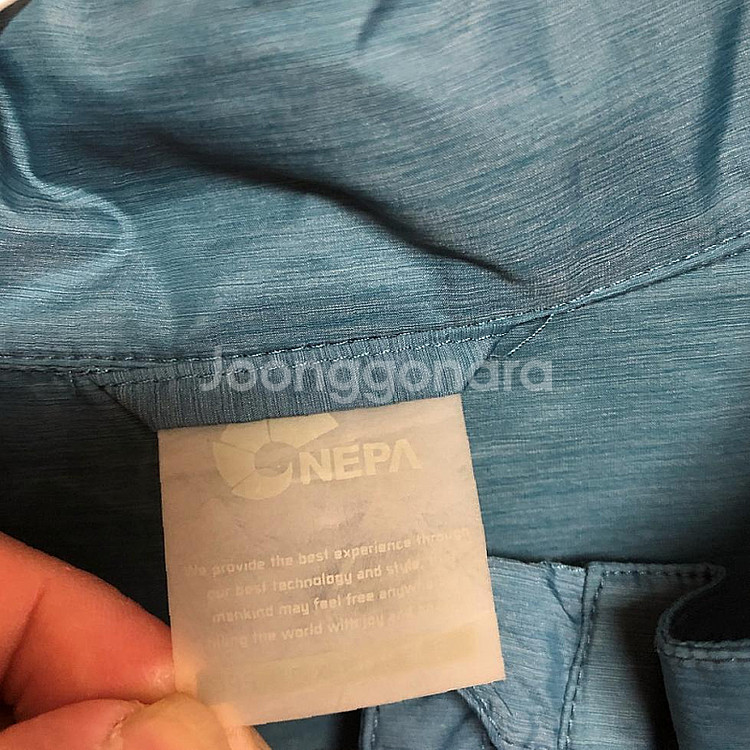 Joonggonara
NÉPA
We provide the best experience through
our best technology and style,
mankind may feel free
the world with joy